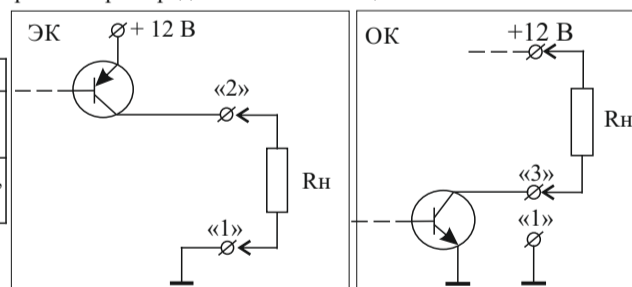 ЭК
+ 12 В
«2»
Rн
«1»
ОК
+12 В
Rн
«3»
«1»